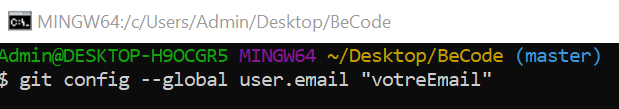 MINGW64:/c/Users/Admin/Desktop/BeCode
Admin@DESKTOP-H9OCGR5 MINGW64 ~/Desktop/BeCode (master)
$ git config --global user.email "votreEmail"